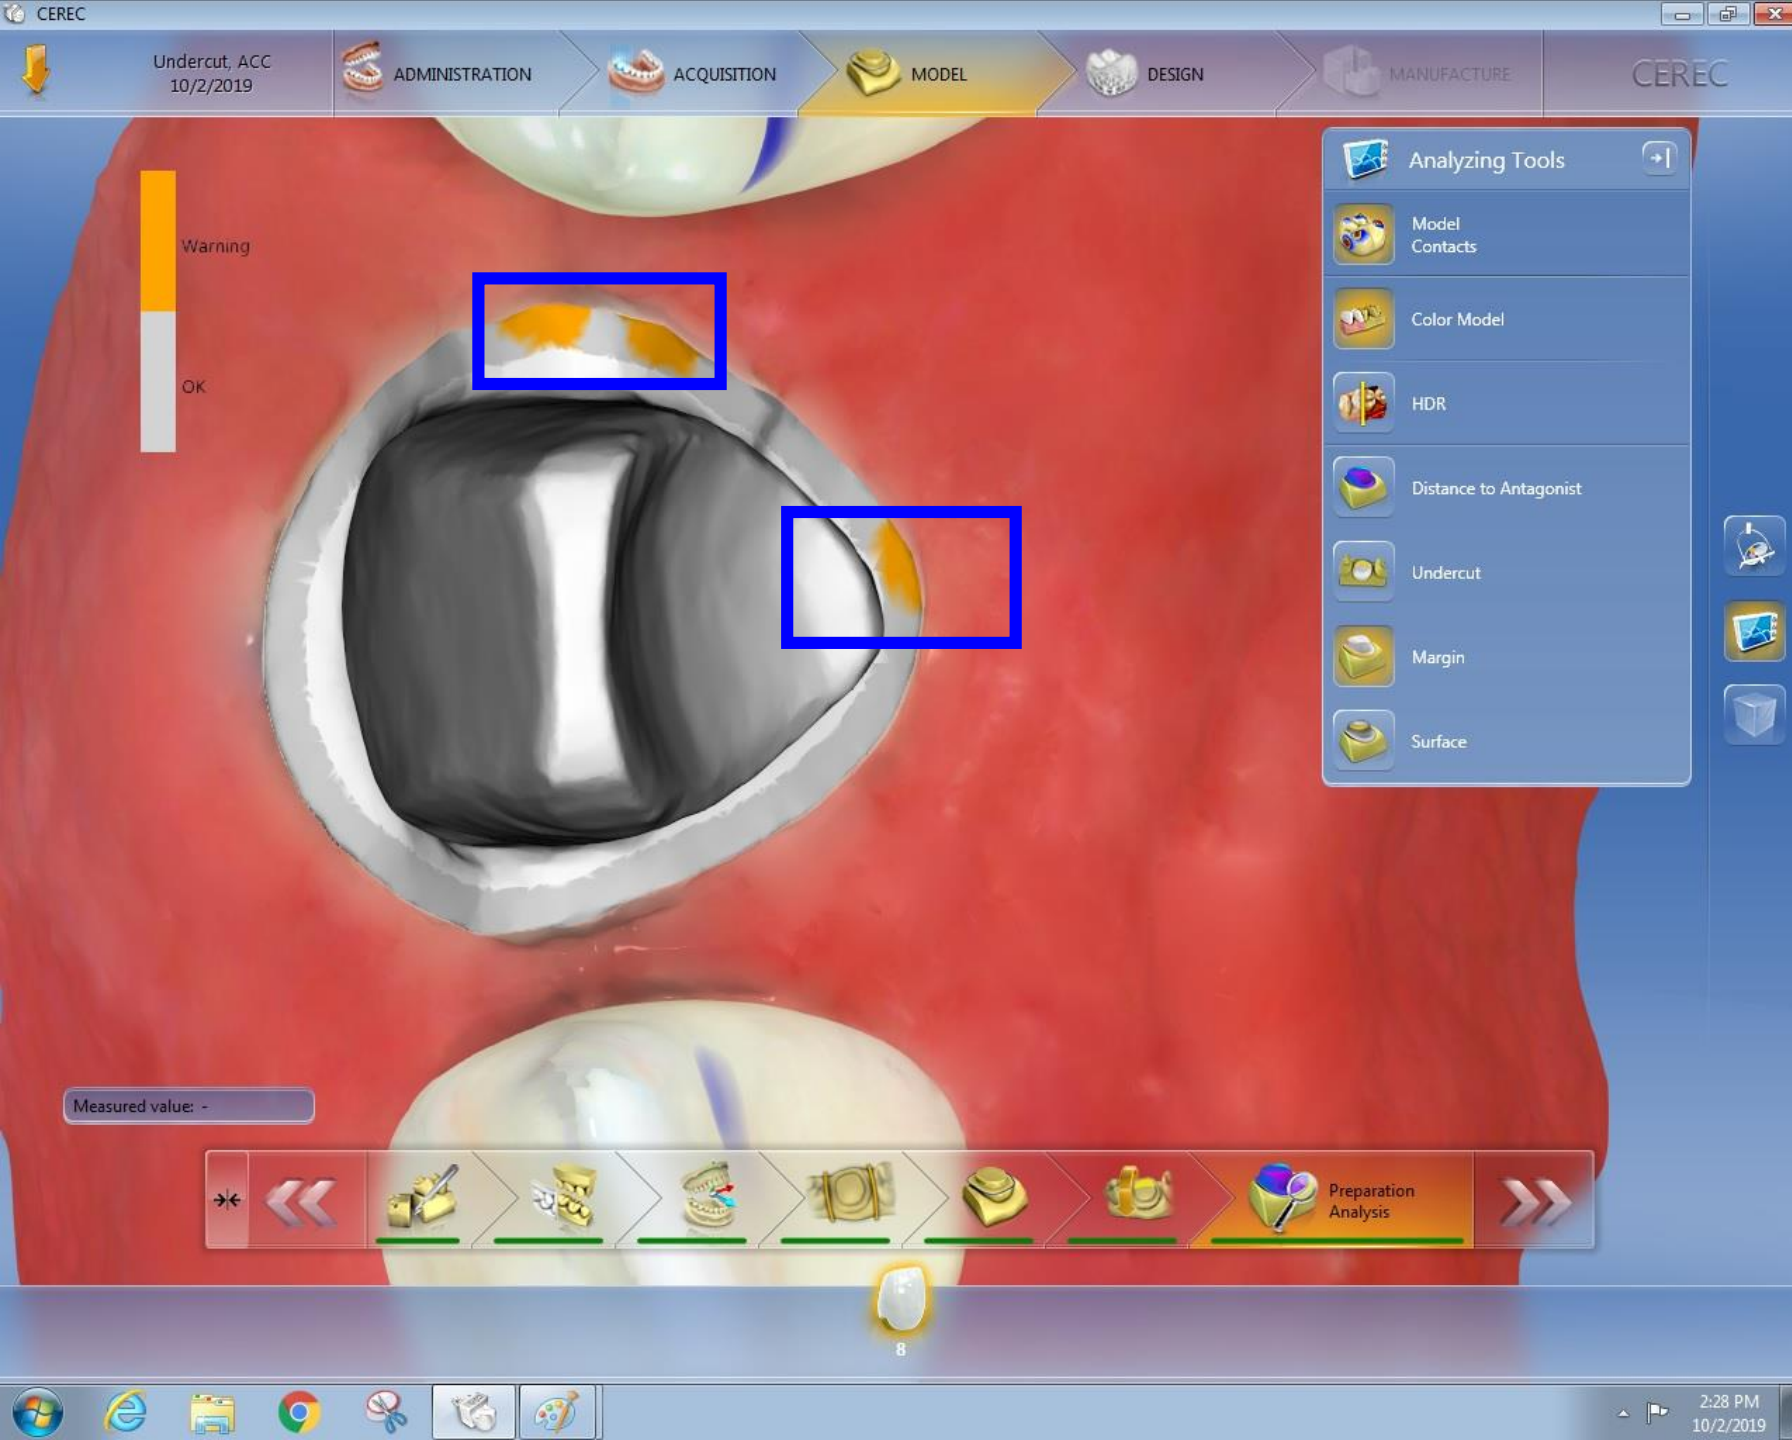 CEREC
Undercut, ACC
10/2/2019
ADMINISTRATION
ACQUISITION
MODEL
DESIGN
MANUFACTURE
CEREC
Warning
OK
Analyzing Tools
Model
Contacts
Color Model
HDR
Distance to Antagonist
Undercut
Margin
Surface
Measured value: -
Preparation
Analysis
8
2:28 PM
10/2/2019